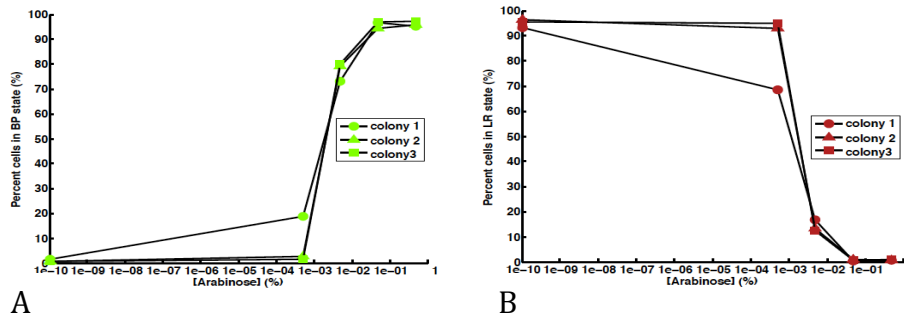 100
90
80
70
60
50
40
30
20
10
0
Percent cells in BP state (%)
colony 1
colony 2
colony3
1e−10 1e−09 1e−08 1e−07 1e−06 1e−05 1e−04 1e−03 1e−02 1e−01 1
[Arabinose] (%)
A
100
90
80
70
60
50
40
30
20
10
0
Percent cells in LR state (%)
colony 1
colony 2
colony3
1e−10 1e−09 1e−08 1e−07 1e−06 1e−05 1e−04 1e−03 1e−02 1e−01
[Arabinose] (%)
B